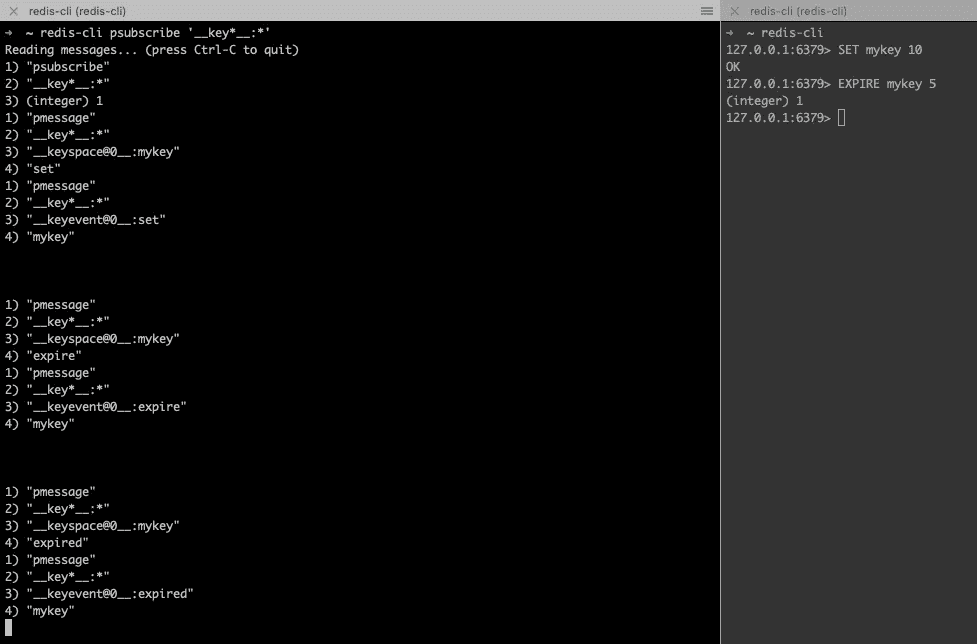 redis-cli (redis-cli)
➜  ~ redis-cli psubscribe '__key*__:*'
Reading messages... (press Ctrl-C to quit)
1) "psubscribe"
2) "__key*__:*"
3) (integer) 1
1) "pmessage"
2) "__key*__:*"
3) "__keyspace@0__:mykey"
4) "set"
1) "pmessage"
2) "__key*__:*"
3) "__keyevent@0__:set"
4) "mykey"
1) "pmessage"
2) "__key*__:*"
3) "__keyspace@0__:mykey"
4) "expire"
1) "pmessage"
2) "__key*__:*"
3) "__keyevent@0__:expire"
4) "mykey"
1) "pmessage"
2) "__key*__:*"
3) "__keyspace@0__:mykey"
4) "expired"
1) "pmessage"
2) "__key*__:*"
3) "__keyevent@0__:expired"
4) "mykey"
redis-cli (redis-cli)
➜  ~ redis-cli
127.0.0.1:6379> SET mykey 10
OK
127.0.0.1:6379> EXPIRE mykey 5
(integer) 1
127.0.0.1:6379>